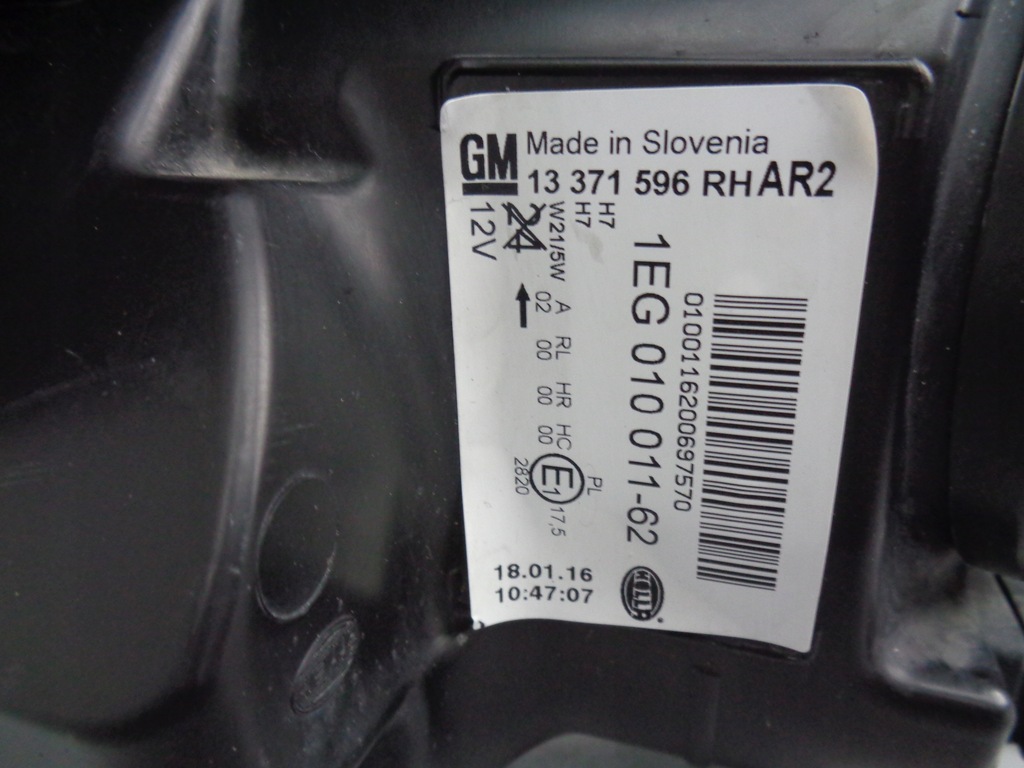 GM Made in Slovenia
13 371 596 RH AR2
12V
24
W21/5W
H7
H7
A RL HR HC
02 00 00 00
E1
2820
17,5
PL
1EG 010 011-62
0100116200697570
18.01.16
10:47:07
HELLA